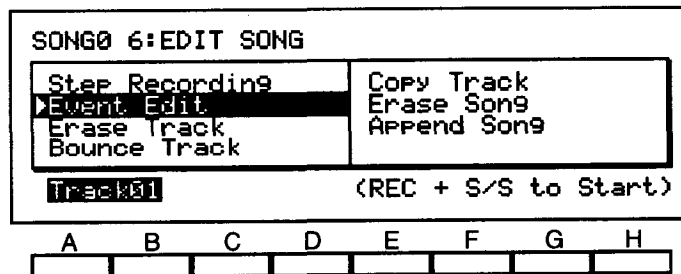 SONG0 6:EDIT SONG
Step Recording
Event Edit
Erase Track
Bounce Track
Copy Track
Erase Song
Append Song
Track01
(REC + S/S to Start)
A B C D E F G H